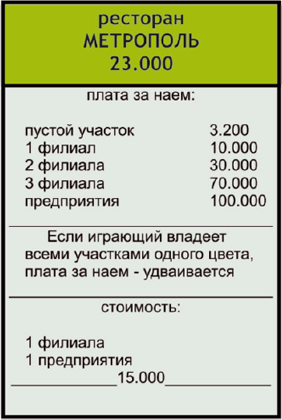 ресторан
МЕТРОПОЛЬ
23.000
плата за наем:
пустой участок 3.200
1 филиал 10.000
2 филиала 30.000
3 филиала 70.000
предприятия 100.000
Если играющий владеет
всеми участками одного цвета,
плата за наем - удваивается
стоимость:
1 филиала
1 предприятия
15.000